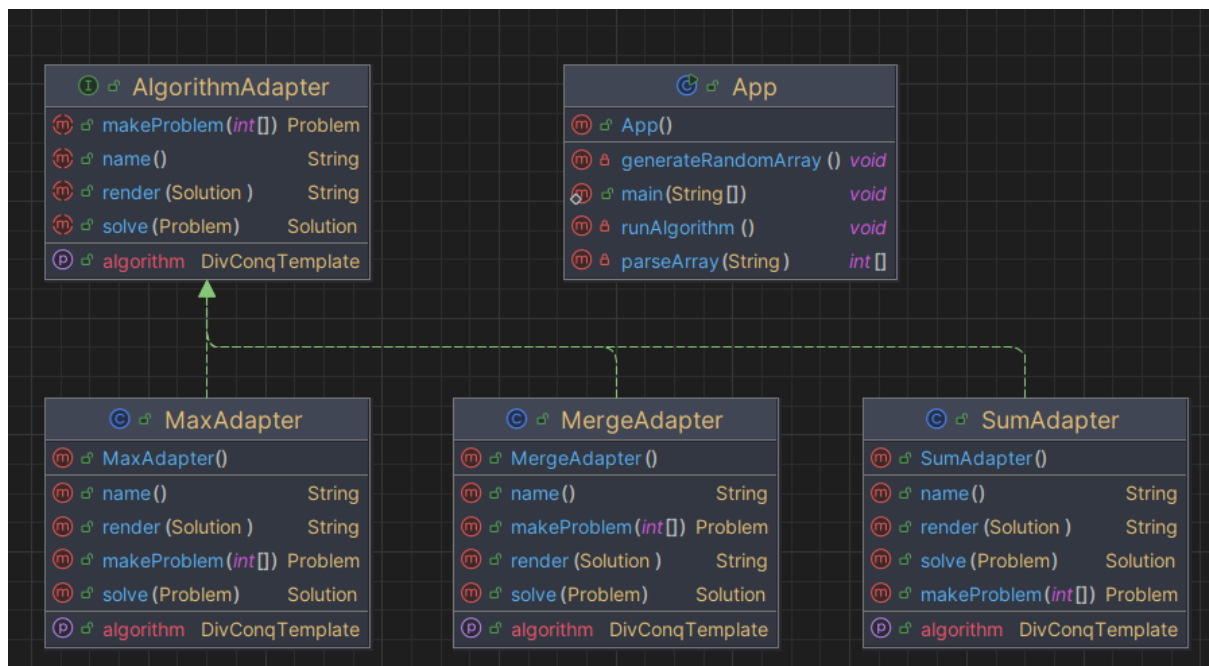 AlgorithmAdapter
makeProblem(int[]) Problem
name() String
render(Solution ) String
solve(Problem) Solution
algorithm DivConqTemplate
App
App()
generateRandomArray () void
main(String[]) void
runAlgorithm () void
parseArray(String) int[]
MaxAdapter
MaxAdapter()
name() String
render(Solution ) String
makeProblem(int[]) Problem
solve(Problem) Solution
algorithm DivConqTemplate
MergeAdapter
MergeAdapter()
name() String
makeProblem(int[]) Problem
render(Solution ) String
solve(Problem) Solution
algorithm DivConqTemplate
SumAdapter
SumAdapter()
name() String
render(Solution ) String
solve(Problem) Solution
makeProblem(int[]) Problem
algorithm DivConqTemplate